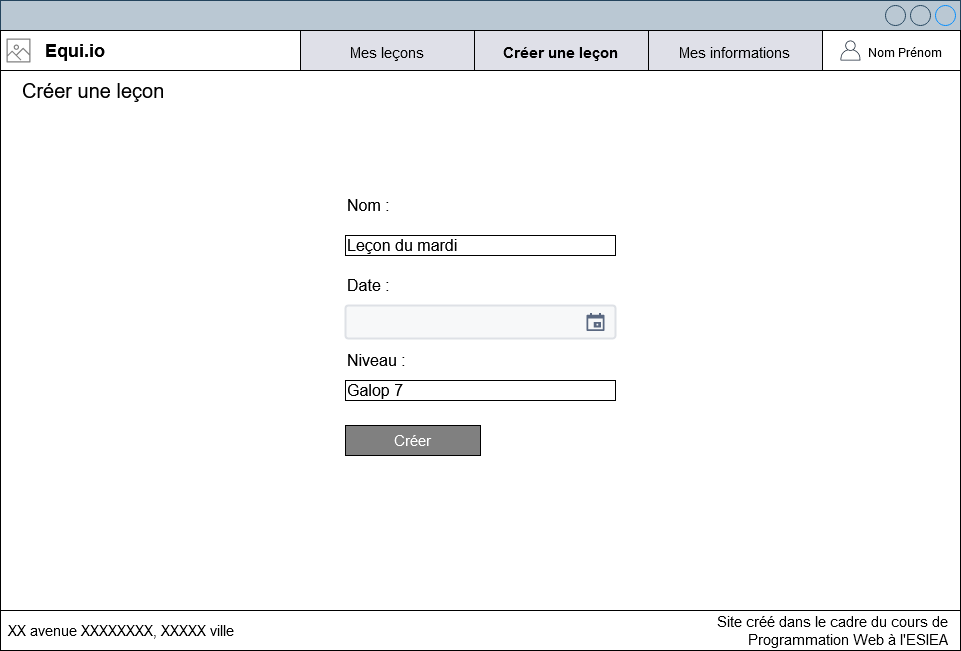 Equi.io
Mes leçons
Créer une leçon
Mes informations
Nom Prénom
Créer une leçon
Nom :
Leçon du mardi
Date :
Niveau :
Galop 7
Créer
XX avenue XXXXXXXX, XXXXX ville
Site créé dans le cadre du cours de
Programmation Web à l'ESIEA